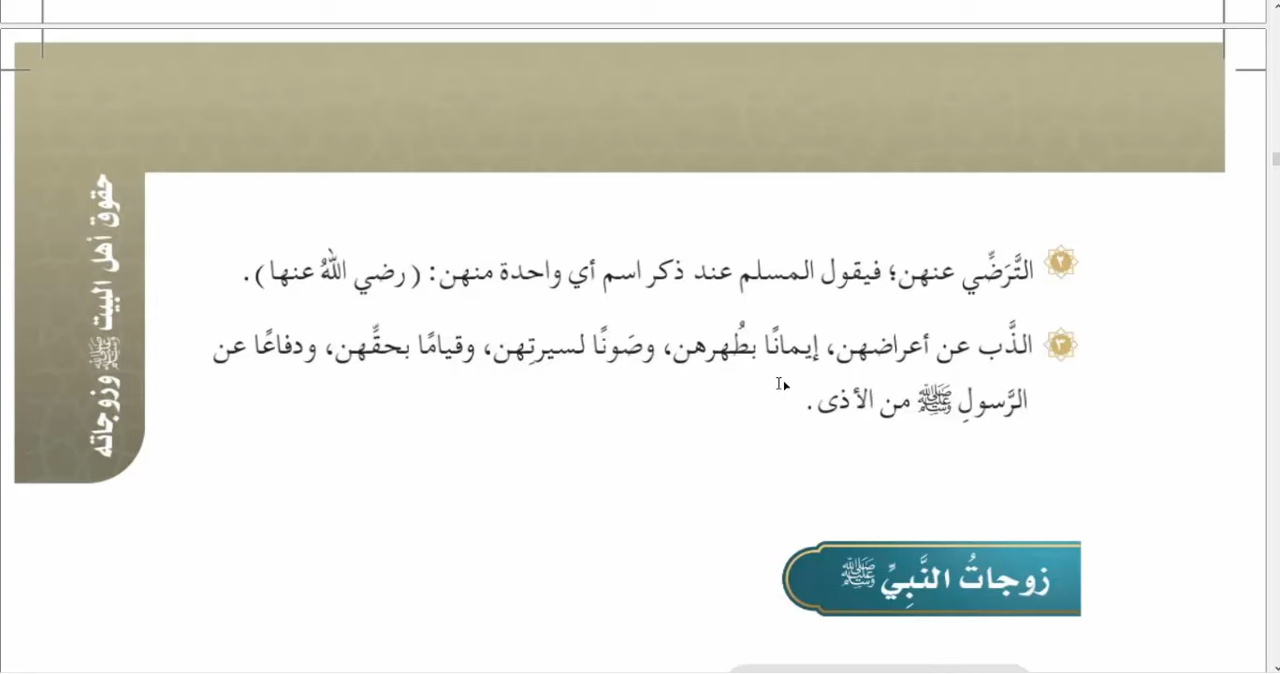 حقوق أهل البيت ﷺ وزوجاته
٢ التَّرَضِّي عنهن؛ فيقول المسلم عند ذكر اسم أي واحدة منهن: (رضي اللهُ عنها).
٣ الذَّب عن أعراضهن، إيمانًا بطُهرهن، وصَونًا لسيرتِهن، وقيامًا بحقِّهن، ودفاعًا عن
الرَّسولِ ﷺ من الأذى.
زوجاتُ النَّبِيِّ ﷺ